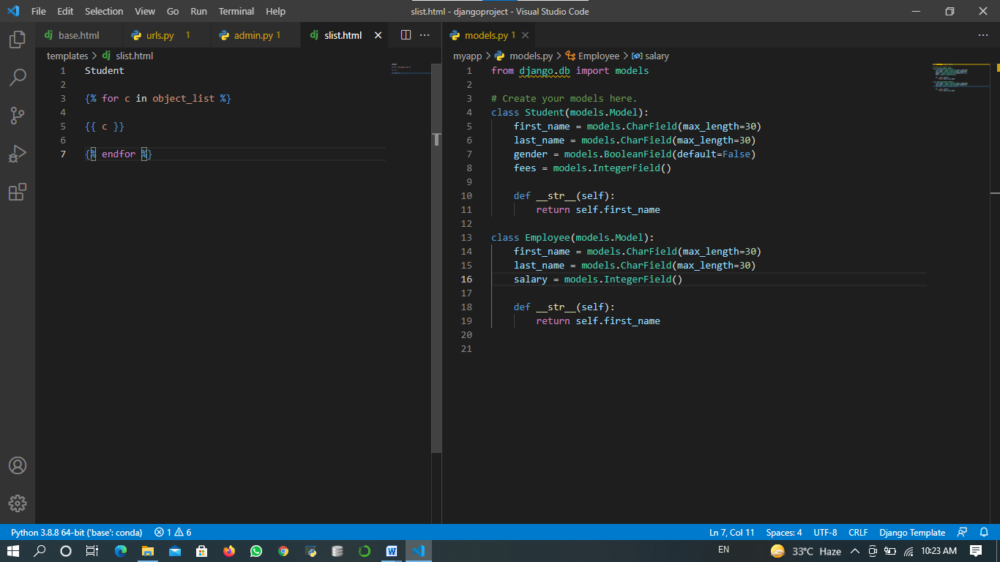 File Edit Selection View Go Run Terminal Help slist.html - djangoproject - Visual Studio Code
base.html urls.py 1 admin.py 1 slist.html
templates > slist.html
1 Student
2
3 {% for c in object_list %}
4
5 {{ c }}
6
7 {% endfor %}
models.py 1
myapp > models.py > Employee > salary
1 from django.db import models
2
3 # Create your models here.
4 class Student(models.Model):
5 first_name = models.CharField(max_length=30)
6 last_name = models.CharField(max_length=30)
7 gender = models.BooleanField(default=False)
8 fees = models.IntegerField()
9
10 def __str__(self):
11 return self.first_name
12
13 class Employee(models.Model):
14 first_name = models.CharField(max_length=30)
15 last_name = models.CharField(max_length=30)
16 salary = models.IntegerField()
17
18 def __str__(self):
19 return self.first_name
20
21
Python 3.8.8 64-bit ('base': conda) 1 6 Ln 7, Col 11 Spaces: 4 UTF-8 CRLF Django Template
EN 33°C Haze 10:23 AM